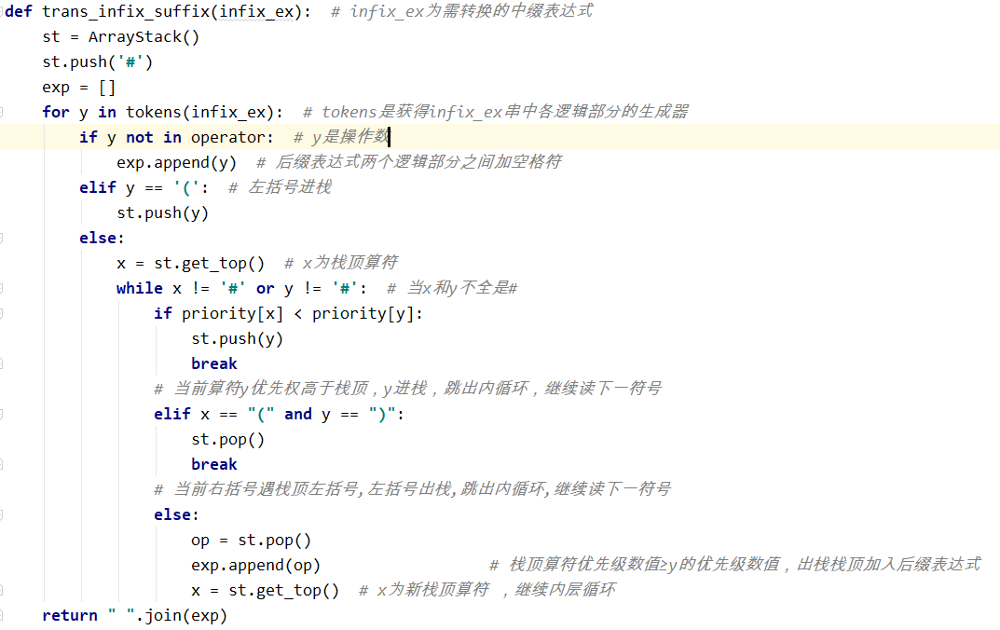 def trans_infix_suffix(infix_ex):  # infix_ex为需转换的中缀表达式
    st = ArrayStack()
    st.push('#')
    exp = []
    for y in tokens(infix_ex):  # tokens是获得infix_ex串中各逻辑部分的生成器
        if y not in operator:  # y是操作数
            exp.append(y)  # 后缀表达式两个逻辑部分之间加空格符
        elif y == '(':  # 左括号进栈
            st.push(y)
        else:
            x = st.get_top()  # x为栈顶算符
            while x != '#' or y != '#':  # 当x和y不全是#
                if priority[x] < priority[y]:
                    st.push(y)
                    break
                # 当前算符y优先权高于栈顶，y进栈，跳出内循环，继续读下一符号
                elif x == "(" and y == ")":
                    st.pop()
                    break
                # 当前右括号遇栈顶左括号,左括号出栈,跳出内循环,继续读下一符号
                else:
                    op = st.pop()
                    exp.append(op)                  # 栈顶算符优先级数值≥y的优先级数值，出栈栈顶加入后缀表达式
                    x = st.get_top()  # x为新栈顶算符 ，继续内层循环
    return " ".join(exp)